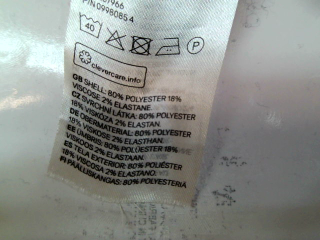 P/N 0998085 4
40
P
clevercare.info
GB SHELL: 80% POLYESTER 18%
VISCOSE 2% ELASTANE.
CZ SVRCHNÍ LÁTKA: 80% POLYESTER
18% VISKÓZA 2% ELASTAN.
DE OBERMATERIAL: 80% POLYESTER
18% VISKOSE 2% ELASTHAN.
EE ÜMBRIS: 80% POLÜESTER 18%
VISKOOS 2% ELASTAAN.
ES TELA EXTERIOR: 80% POLIÉSTER
18% VISCOSA 2% ELASTANO.
FI PÄÄLLISKANGAS: 80% POLYESTERIA